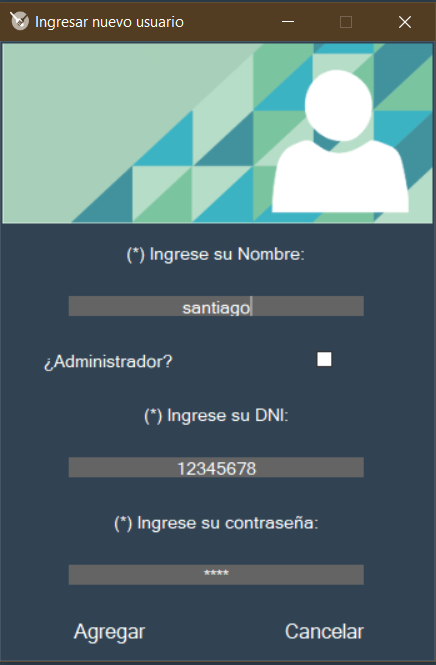 Ingresar nuevo usuario
(*) Ingrese su Nombre:
santiago
¿Administrador?
(*) Ingrese su DNI:
12345678
(*) Ingrese su contraseña:
****
Agregar Cancelar